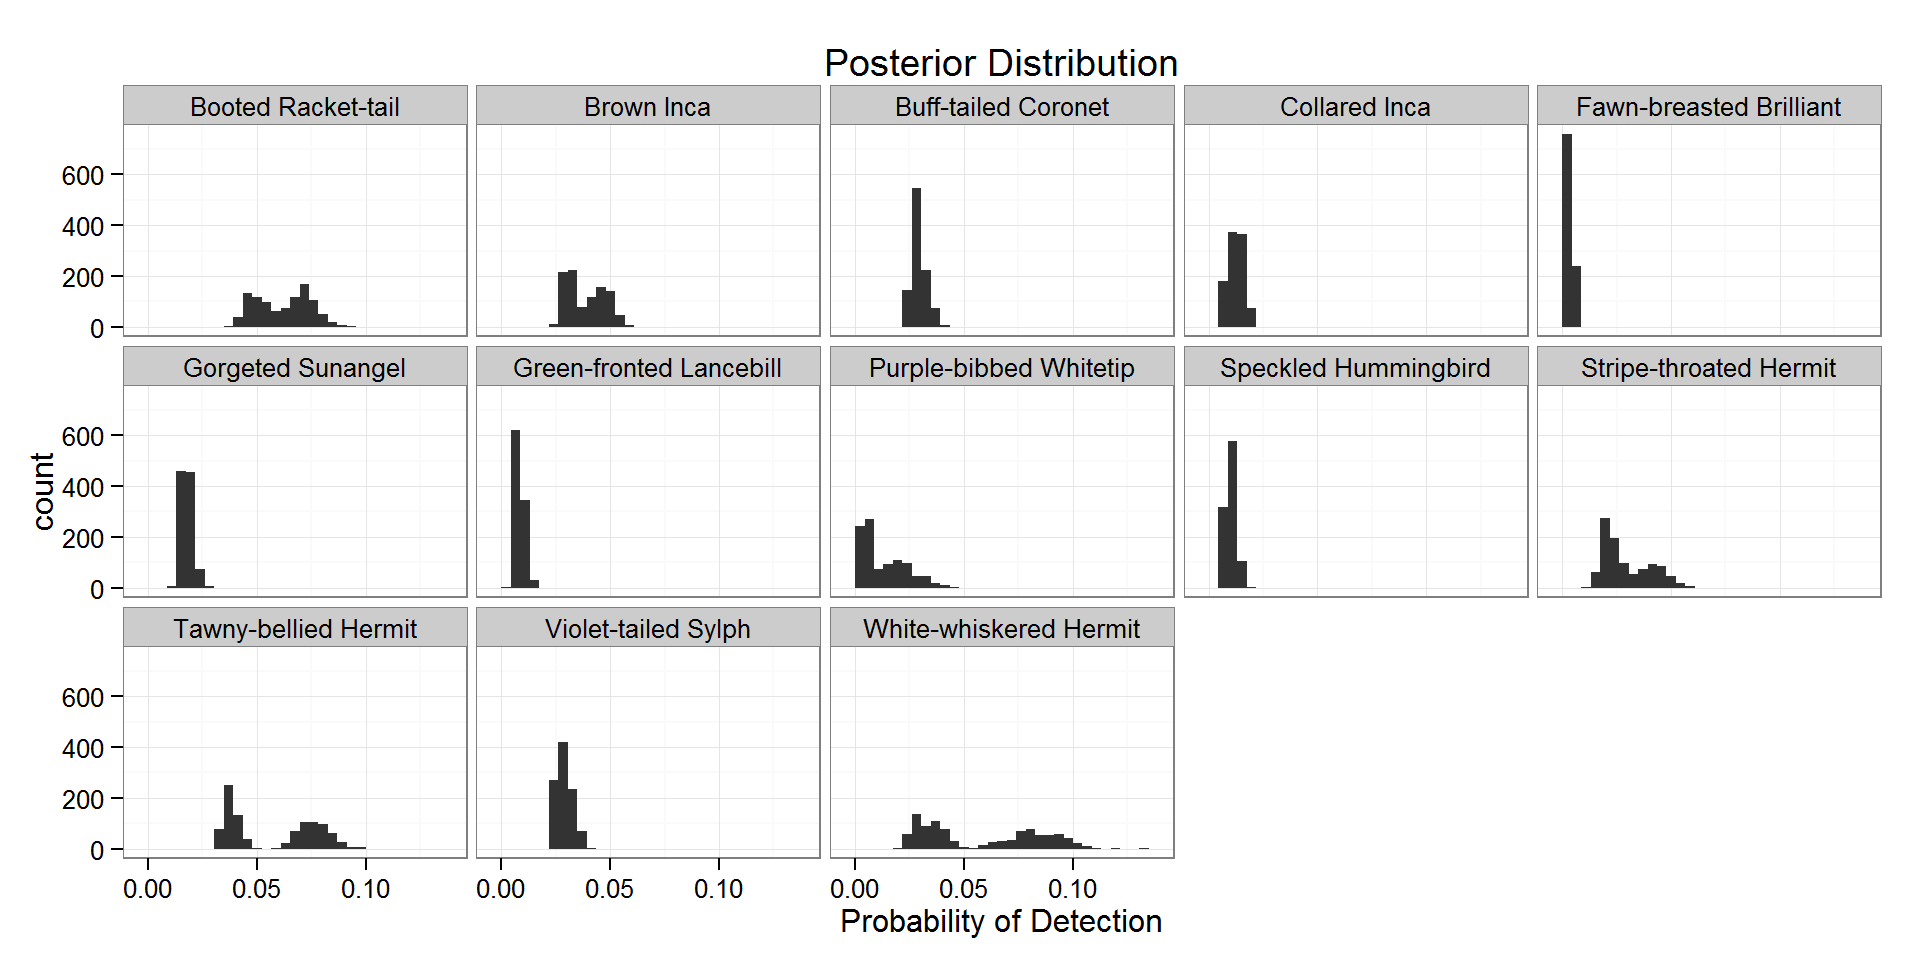 Posterior Distribution
Booted Racket-tail Brown Inca Buff-tailed Coronet Collared Inca Fawn-breasted Brilliant
600
400
200
0
Gorgeted Sunangel Green-fronted Lancebill Purple-bibbed Whitetip Speckled Hummingbird Stripe-throated Hermit
count
600
400
200
0
Tawny-bellied Hermit Violet-tailed Sylph White-whiskered Hermit
600
400
200
0
0.00 0.05 0.10 0.00 0.05 0.10 0.00 0.05 0.10
Probability of Detection